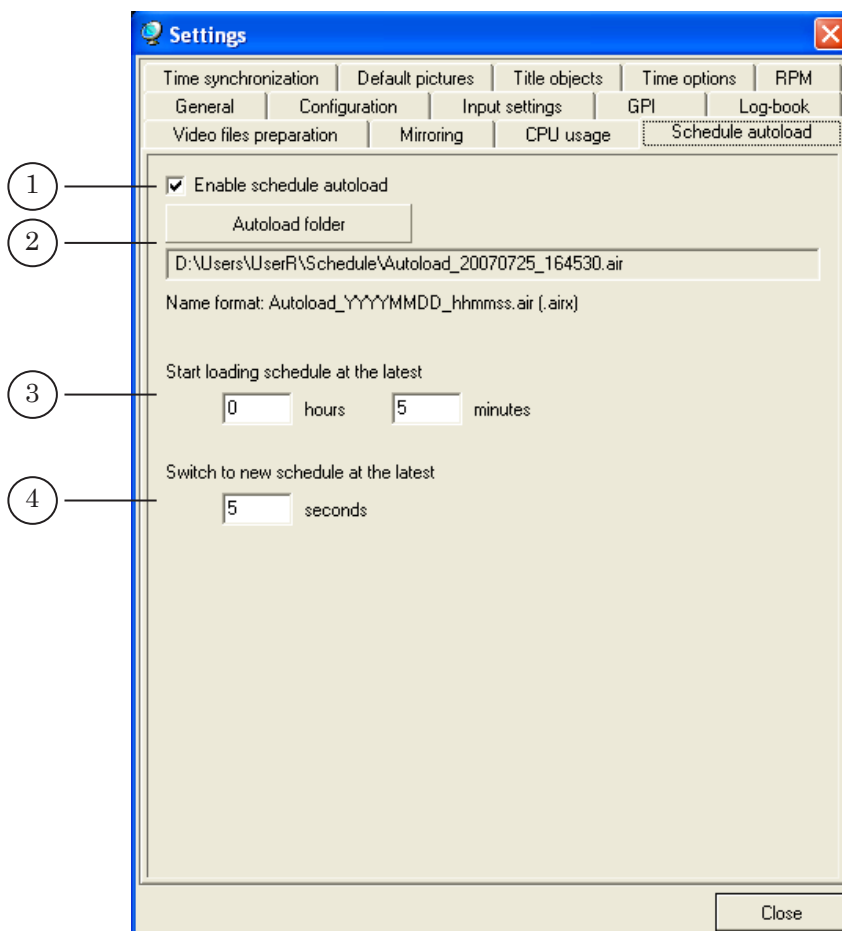 Settings
Time synchronization Default pictures Title objects Time options RPM
General Configuration Input settings GPI Log-book
Video files preparation Mirroring CPU usage Schedule autoload
1 Enable schedule autoload
Autoload folder
2
D:\Users\UserR\Schedule\Autoload_20070725_164530.air
Name format: Autoload_YYYYMMDD_hhmmss.air (.airx)
Start loading schedule at the latest
3
0 hours 5 minutes
Switch to new schedule at the latest
4
5 seconds
Close